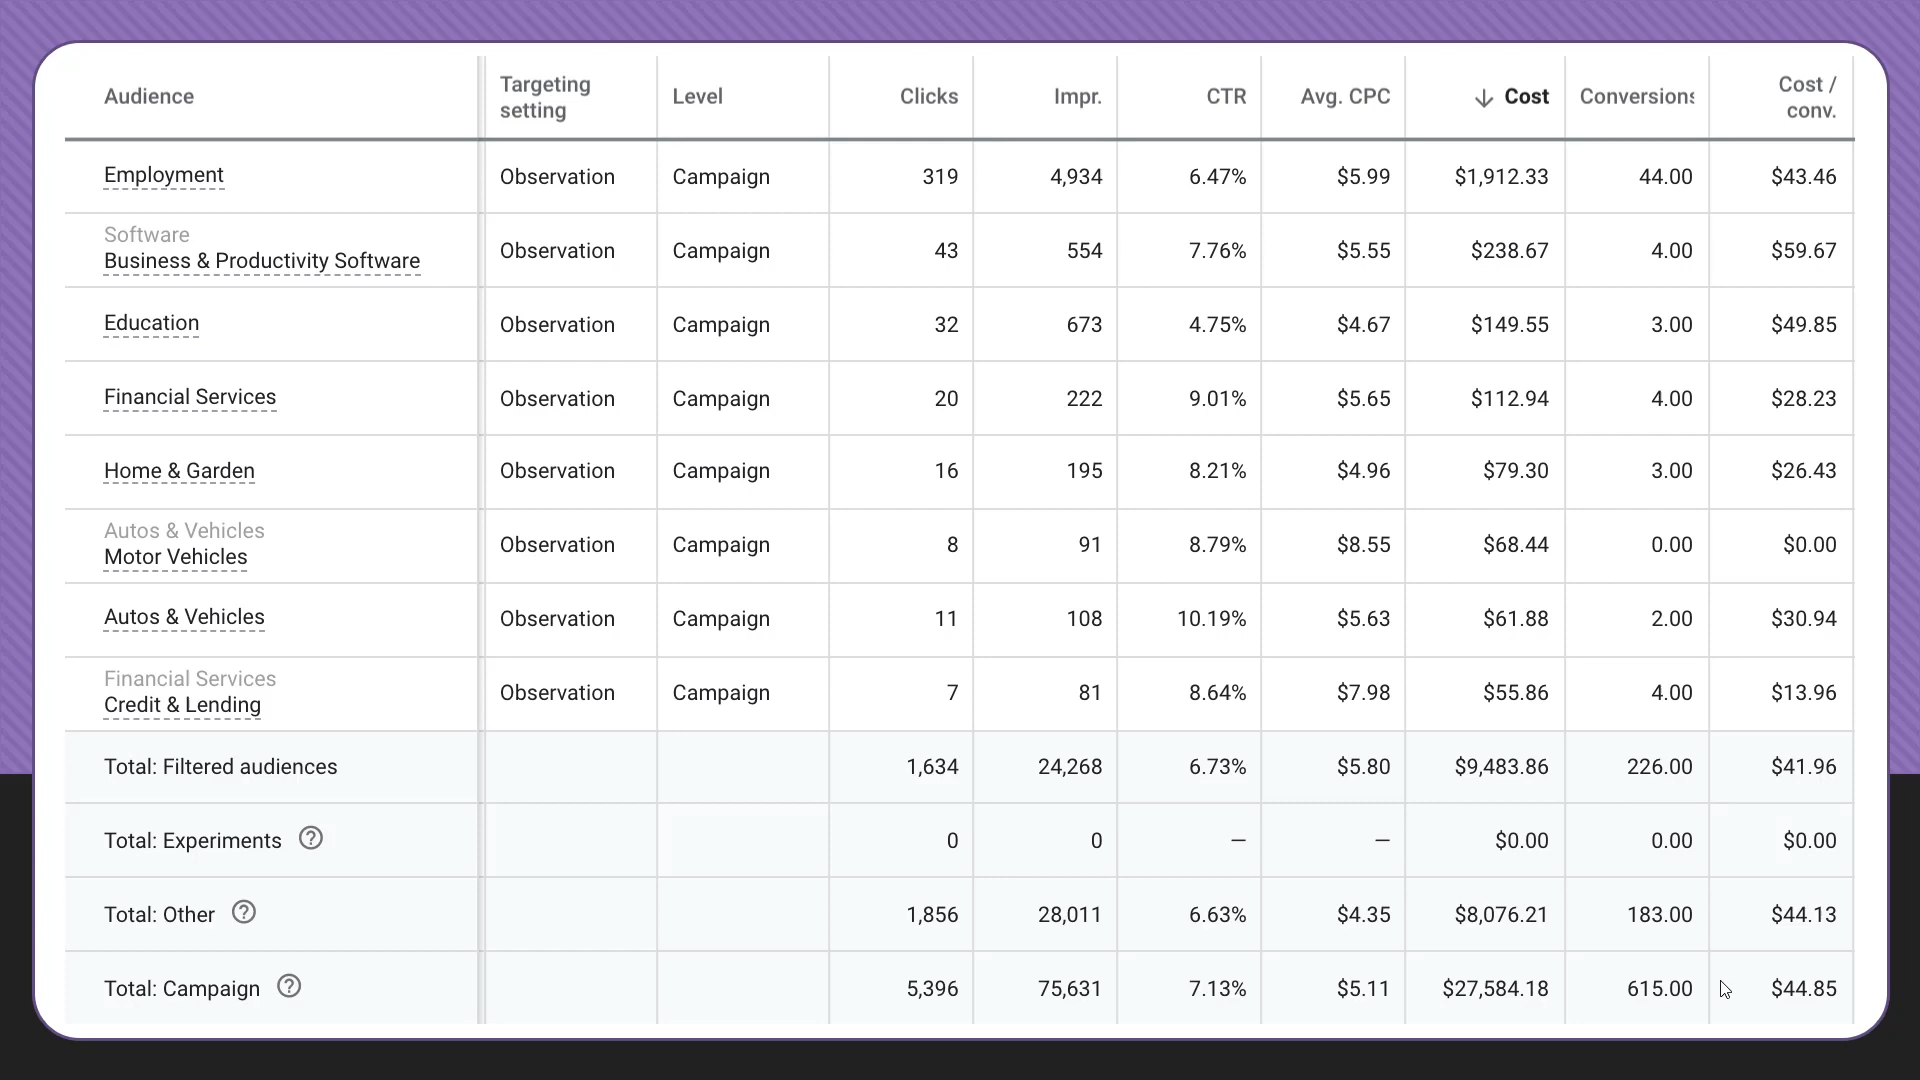 Audience Targeting setting Level Clicks Impr. CTR Avg. CPC ↓ Cost Conversions Cost / conv.
Employment Observation Campaign 319 4,934 6.47% $5.99 $1,912.33 44.00 $43.46
Software
Business & Productivity Software Observation Campaign 43 554 7.76% $5.55 $238.67 4.00 $59.67
Education Observation Campaign 32 673 4.75% $4.67 $149.55 3.00 $49.85
Financial Services Observation Campaign 20 222 9.01% $5.65 $112.94 4.00 $28.23
Home & Garden Observation Campaign 16 195 8.21% $4.96 $79.30 3.00 $26.43
Autos & Vehicles
Motor Vehicles Observation Campaign 8 91 8.79% $8.55 $68.44 0.00 $0.00
Autos & Vehicles Observation Campaign 11 108 10.19% $5.63 $61.88 2.00 $30.94
Financial Services
Credit & Lending Observation Campaign 7 81 8.64% $7.98 $55.86 4.00 $13.96
Total: Filtered audiences 1,634 24,268 6.73% $5.80 $9,483.86 226.00 $41.96
Total: Experiments ? 0 0 — — $0.00 0.00 $0.00
Total: Other ? 1,856 28,011 6.63% $4.35 $8,076.21 183.00 $44.13
Total: Campaign ? 5,396 75,631 7.13% $5.11 $27,584.18 615.00 $44.85